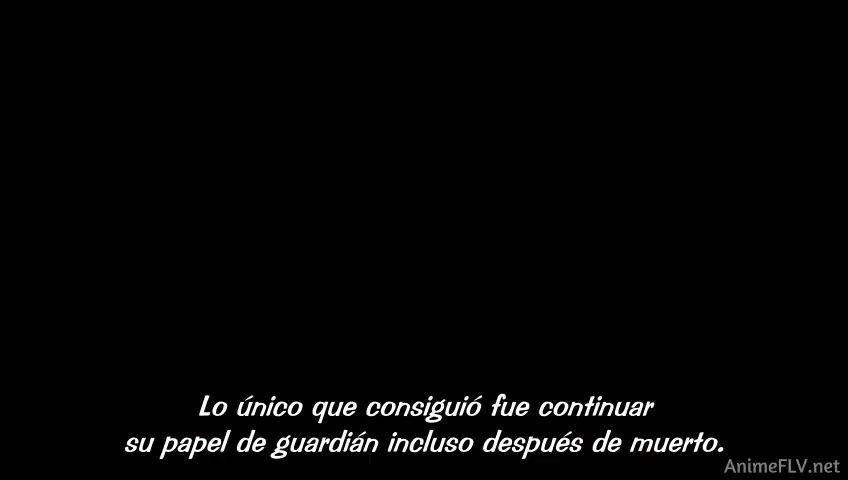 Lo único que consiguió fue continuar
su papel de guardián incluso después de muerto.
AnimeFLV.net